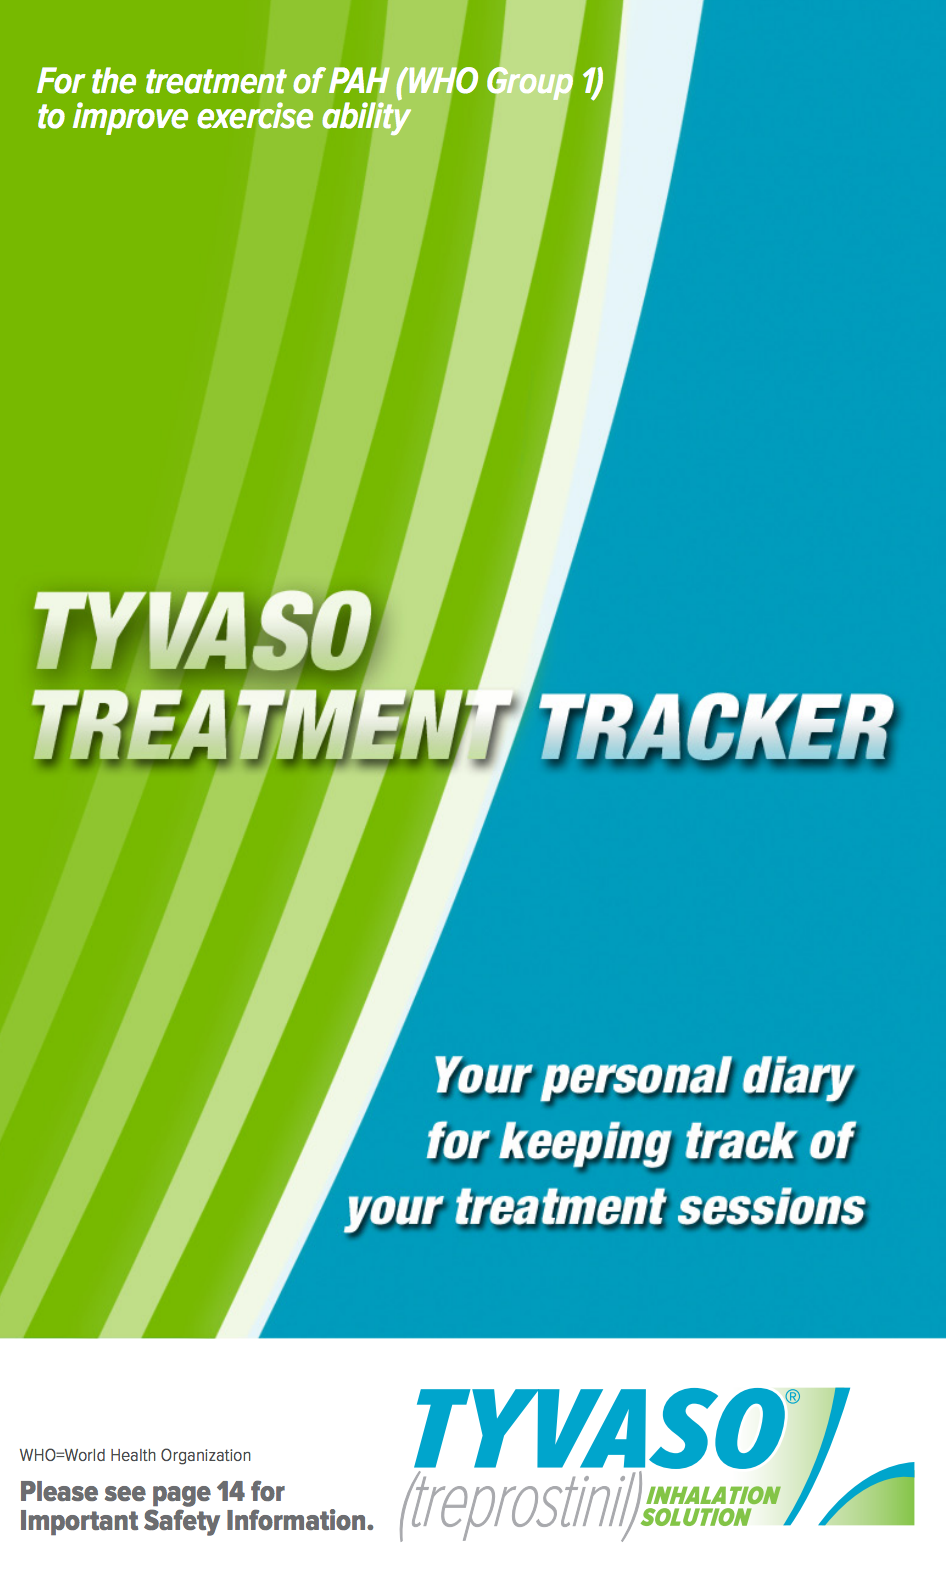 For the treatment of PAH (WHO Group 1)
to improve exercise ability
TYVASO
TREATMENT TRACKER
Your personal diary
for keeping track of
your treatment sessions
WHO=World Health Organization
Please see page 14 for
Important Safety Information.
TYVASO®
(treprostinil) INHALATION
SOLUTION